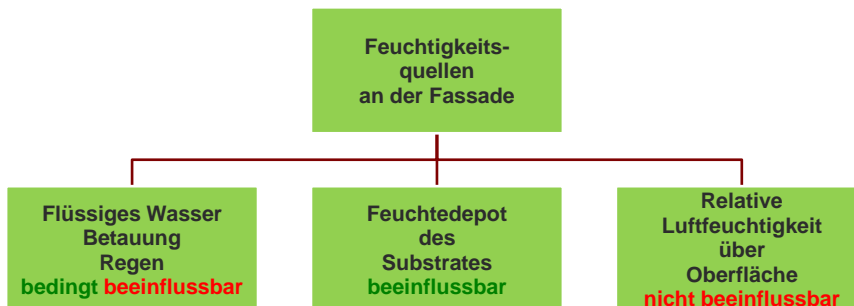 Feuchtigkeits-
quellen
an der Fassade
Flüssiges Wasser
Betauung
Regen
bedingt beeinflussbar
Feuchtedepot
des
Substrates
beeinflussbar
Relative
Luftfeuchtigkeit
über
Oberfläche
nicht beeinflussbar